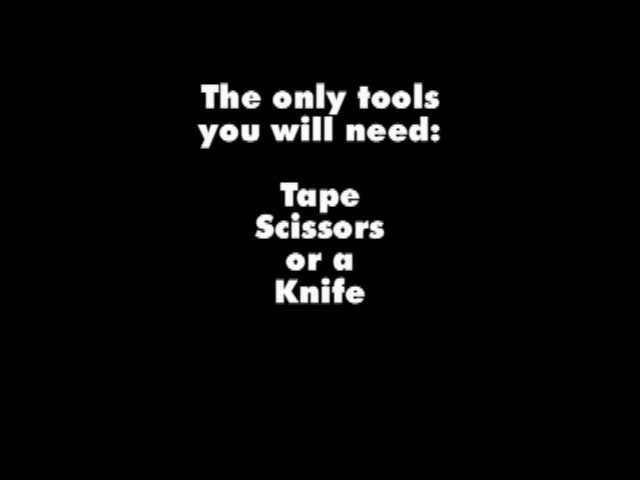 The only tools
you will need:
Tape
Scissors
or a
Knife